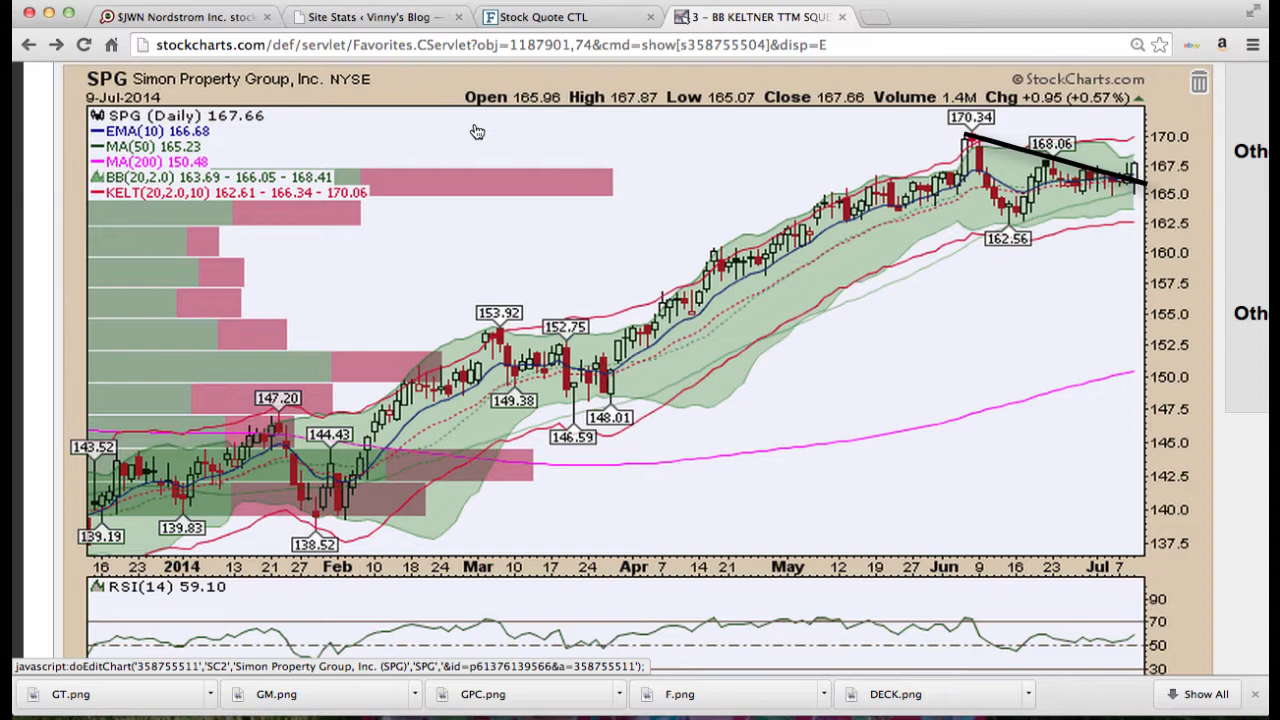 $JWN Nordstrom Inc. stock
Site Stats ‹ Vinny's Blog —
Stock Quote CTL
3 – BB KELTNER TTM SQUE
stockcharts.com/def/servlet/Favorites.CServlet?obj=1187901,74&cmd=show[s358755504]&disp=E
SPG Simon Property Group, Inc. NYSE
© StockCharts.com
9-Jul-2014
Open 165.96 High 167.87 Low 165.07 Close 167.66 Volume 1.4M Chg +0.95 (+0.57%)
SPG (Daily) 167.66
EMA(10) 166.68
MA(50) 165.23
MA(200) 150.48
BB(20,2.0) 163.69 - 166.05 - 168.41
KELT(20,2.0,10) 162.61 - 166.34 - 170.06
170.34
168.06
162.56
153.92
152.75
149.38
148.01
146.59
147.20
144.43
143.52
139.19
139.83
138.52
170.0
167.5
165.0
162.5
160.0
157.5
155.0
152.5
150.0
147.5
145.0
142.5
140.0
137.5
16 23 2014 13 21 27 Feb 10 18 24 Mar 10 17 24 Apr 7 14 21 May 12 19 27 Jun 9 16 23 Jul 7
RSI(14) 59.10
90
70
50
30
Oth
Oth
javascript:doEditChart('358755511','SC2','Simon Property Group, Inc. (SPG)','SPG','&id=p61376139566&a=358755511');
GT.png
GM.png
GPC.png
F.png
DECK.png
Show All